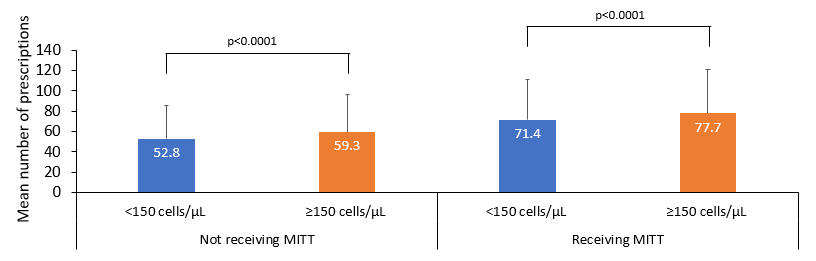 p<0.0001
p<0.0001
Mean number of prescriptions
140
120
100
80
60
40
20
0
52.8
59.3
71.4
77.7
<150 cells/µL
≥150 cells/µL
<150 cells/µL
≥150 cells/µL
Not receiving MITT
Receiving MITT